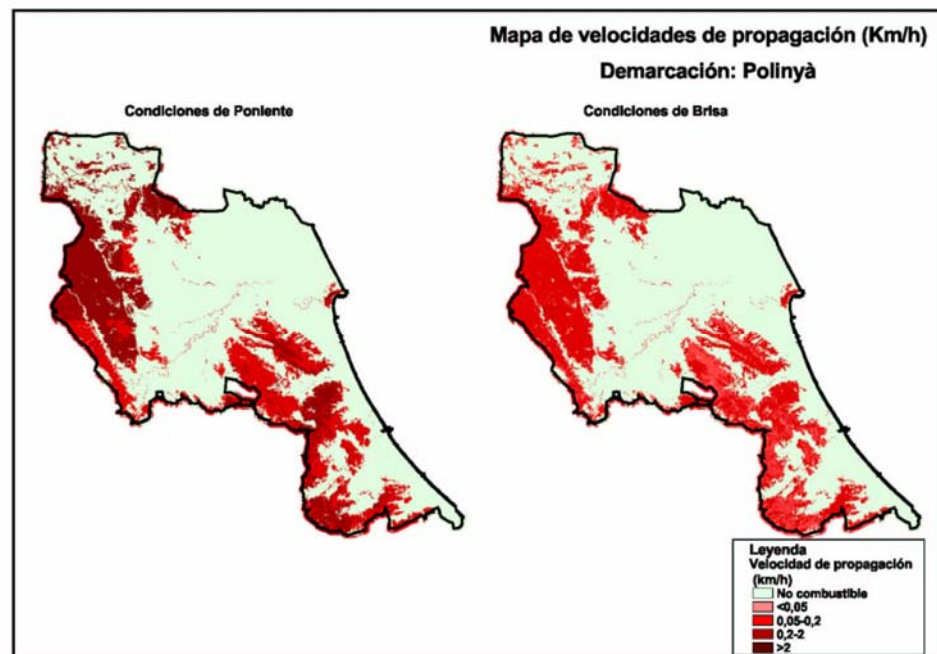 Mapa de velocidades de propagación (Km/h)
Demarcación: Polinyà
Condiciones de Poniente
Condiciones de Brisa
Leyenda
Velocidad de propagación
(km/h)
No combustible
<0,05
0,05-0,2
0,2-2
>2